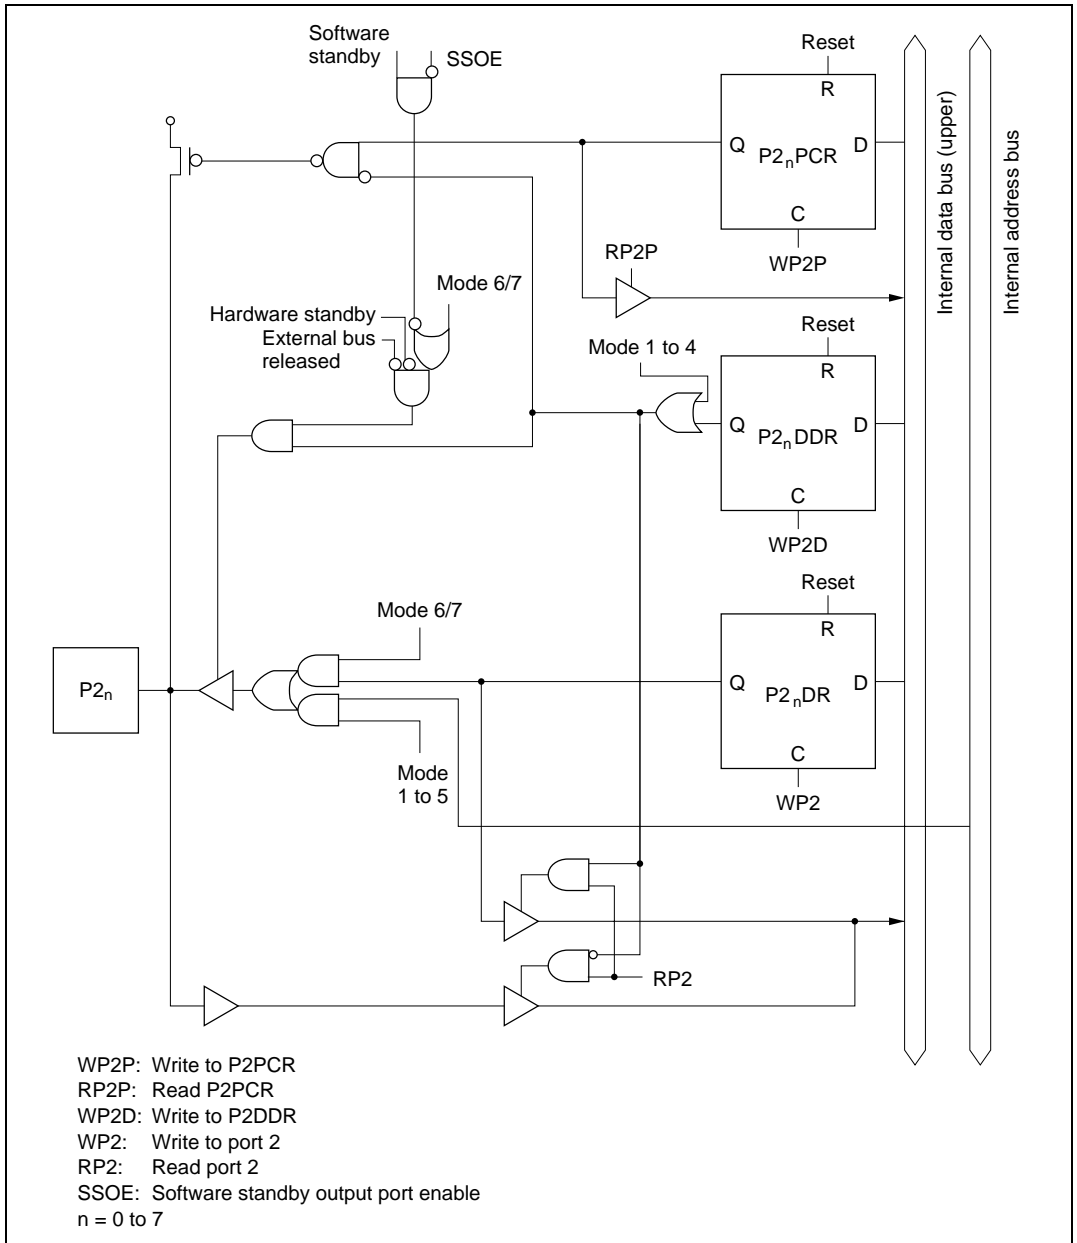 Software
standby
SSOE
Reset
R
Q
P2nPCR
D
C
WP2P
Internal data bus (upper)
Internal address bus
RP2P
Mode 6/7
Hardware standby
External bus
released
Mode 1 to 4
Reset
R
Q
P2nDDR
D
C
WP2D
Reset
R
Q
P2nDR
D
C
WP2
Mode 6/7
P2n
Mode
1 to 5
RP2
WP2P: Write to P2PCR
RP2P: Read P2PCR
WP2D: Write to P2DDR
WP2: Write to port 2
RP2: Read port 2
SSOE: Software standby output port enable
n = 0 to 7